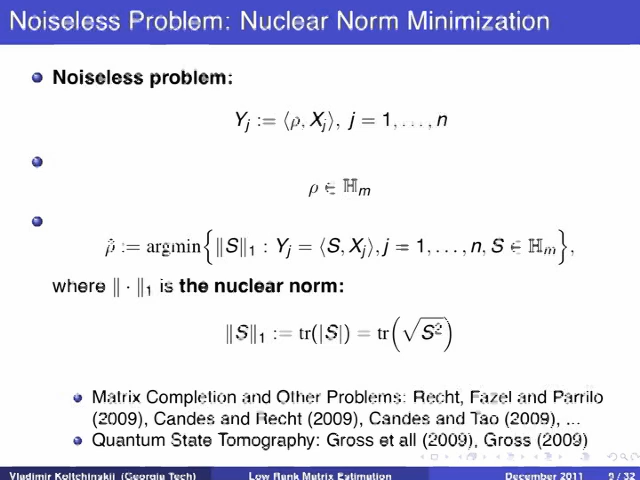 Noiseless Problem: Nuclear Norm Minimization
Noiseless problem:
Y_j := ⟨ρ, X_j⟩, j = 1, . . . , n
ρ ∈ ℍ_m
ρ̂ := argmin{‖S‖₁ : Y_j = ⟨S, X_j⟩, j = 1, . . . , n, S ∈ ℍ_m},
where ‖ · ‖₁ is the nuclear norm:
‖S‖₁ := tr(|S|) = tr(√S²)
Matrix Completion and Other Problems: Recht, Fazel and Parrilo
(2009), Candes and Recht (2009), Candes and Tao (2009), ...
Quantum State Tomography: Gross et all (2009), Gross (2009)
Vladimir Koltchinskii (Georgia Tech) Low Rank Matrix Estimation December 2011 9 / 32